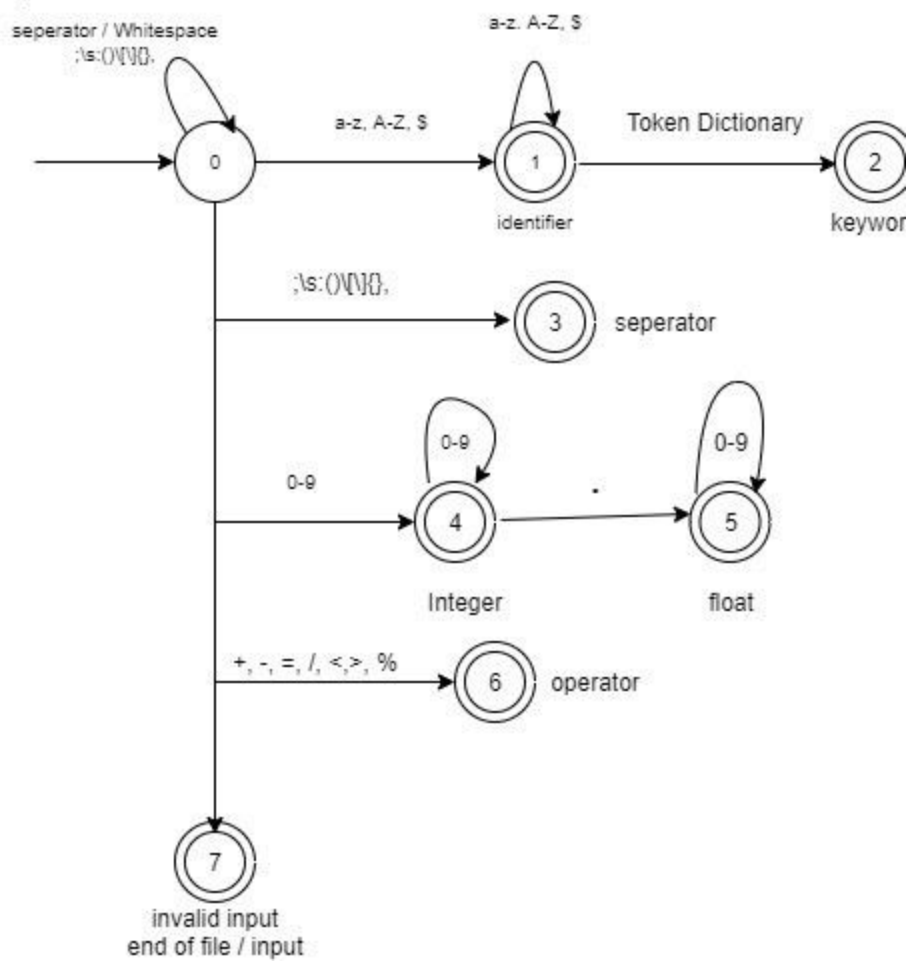 seperator / Whitespace
;\s:()\[\]{},
a-z. A-Z, $
a-z, A-Z, $
Token Dictionary
0
1
2
identifier
keywor
;\s:()\[\]{},
3
seperator
0-9
0-9
0-9
.
4
5
Integer
float
+, -, =, /, <,>, %
6
operator
7
invalid input
end of file / input